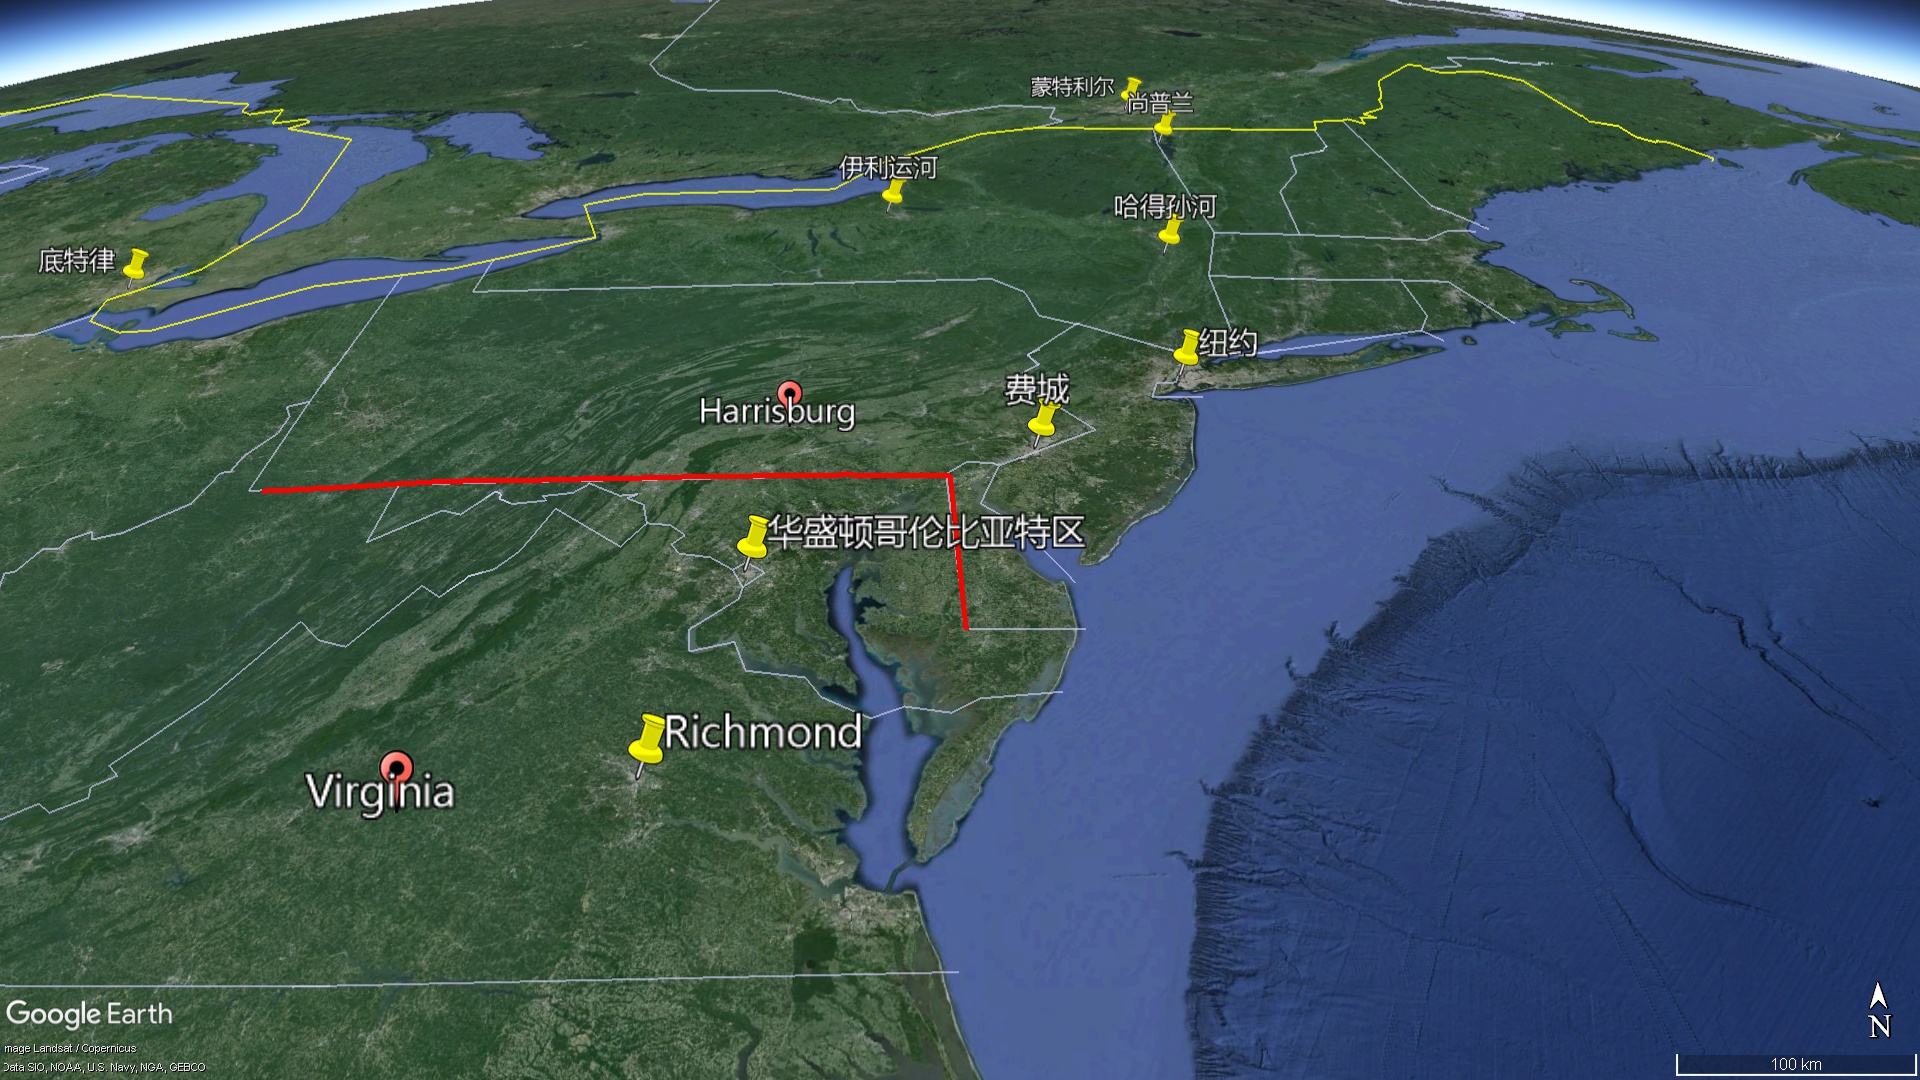 蒙特利尔
尚普兰
伊利运河
哈得孙河
底特律
纽约
费城
Harrisburg
华盛顿哥伦比亚特区
Richmond
Virginia
Google Earth
mage Landsat / Copernicus
Data SIO, NOAA, U.S. Navy, NGA, GEBCO
N
100 km